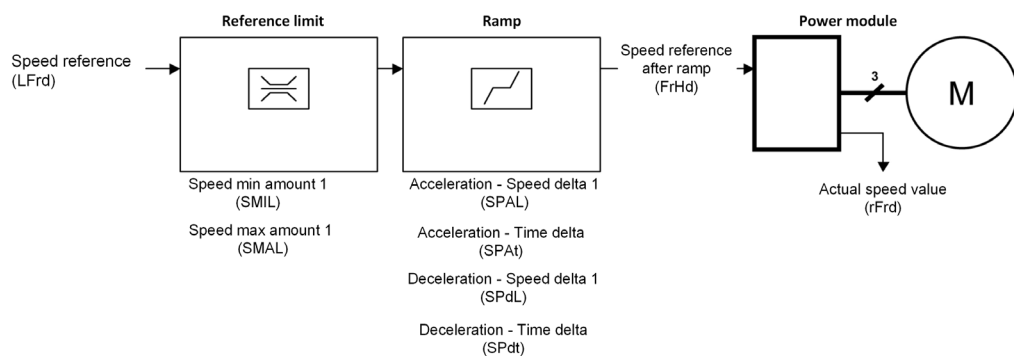 Reference limit
Ramp
Power module
Speed reference
(LFrd)
Speed reference
after ramp
(FrHd)
3
M
Speed min amount 1
(SMIL)
Speed max amount 1
(SMAL)
Acceleration - Speed delta 1
(SPAL)
Acceleration - Time delta
(SPAt)
Deceleration - Speed delta 1
(SPdL)
Deceleration - Time delta
(SPdt)
Actual speed value
(rFrd)